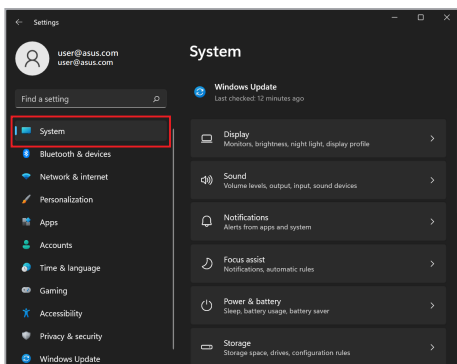 Settings
user@asus.com
user@asus.com
Find a setting
System
Bluetooth & devices
Network & internet
Personalization
Apps
Accounts
Time & language
Gaming
Accessibility
Privacy & security
Windows Update
System
Windows Update
Last checked: 12 minutes ago
Display
Monitors, brightness, night light, display profile
Sound
Volume levels, output, input, sound devices
Notifications
Alerts from apps and system
Focus assist
Notifications, automatic rules
Power & battery
Sleep, battery usage, battery saver
Storage
Storage space, drives, configuration rules